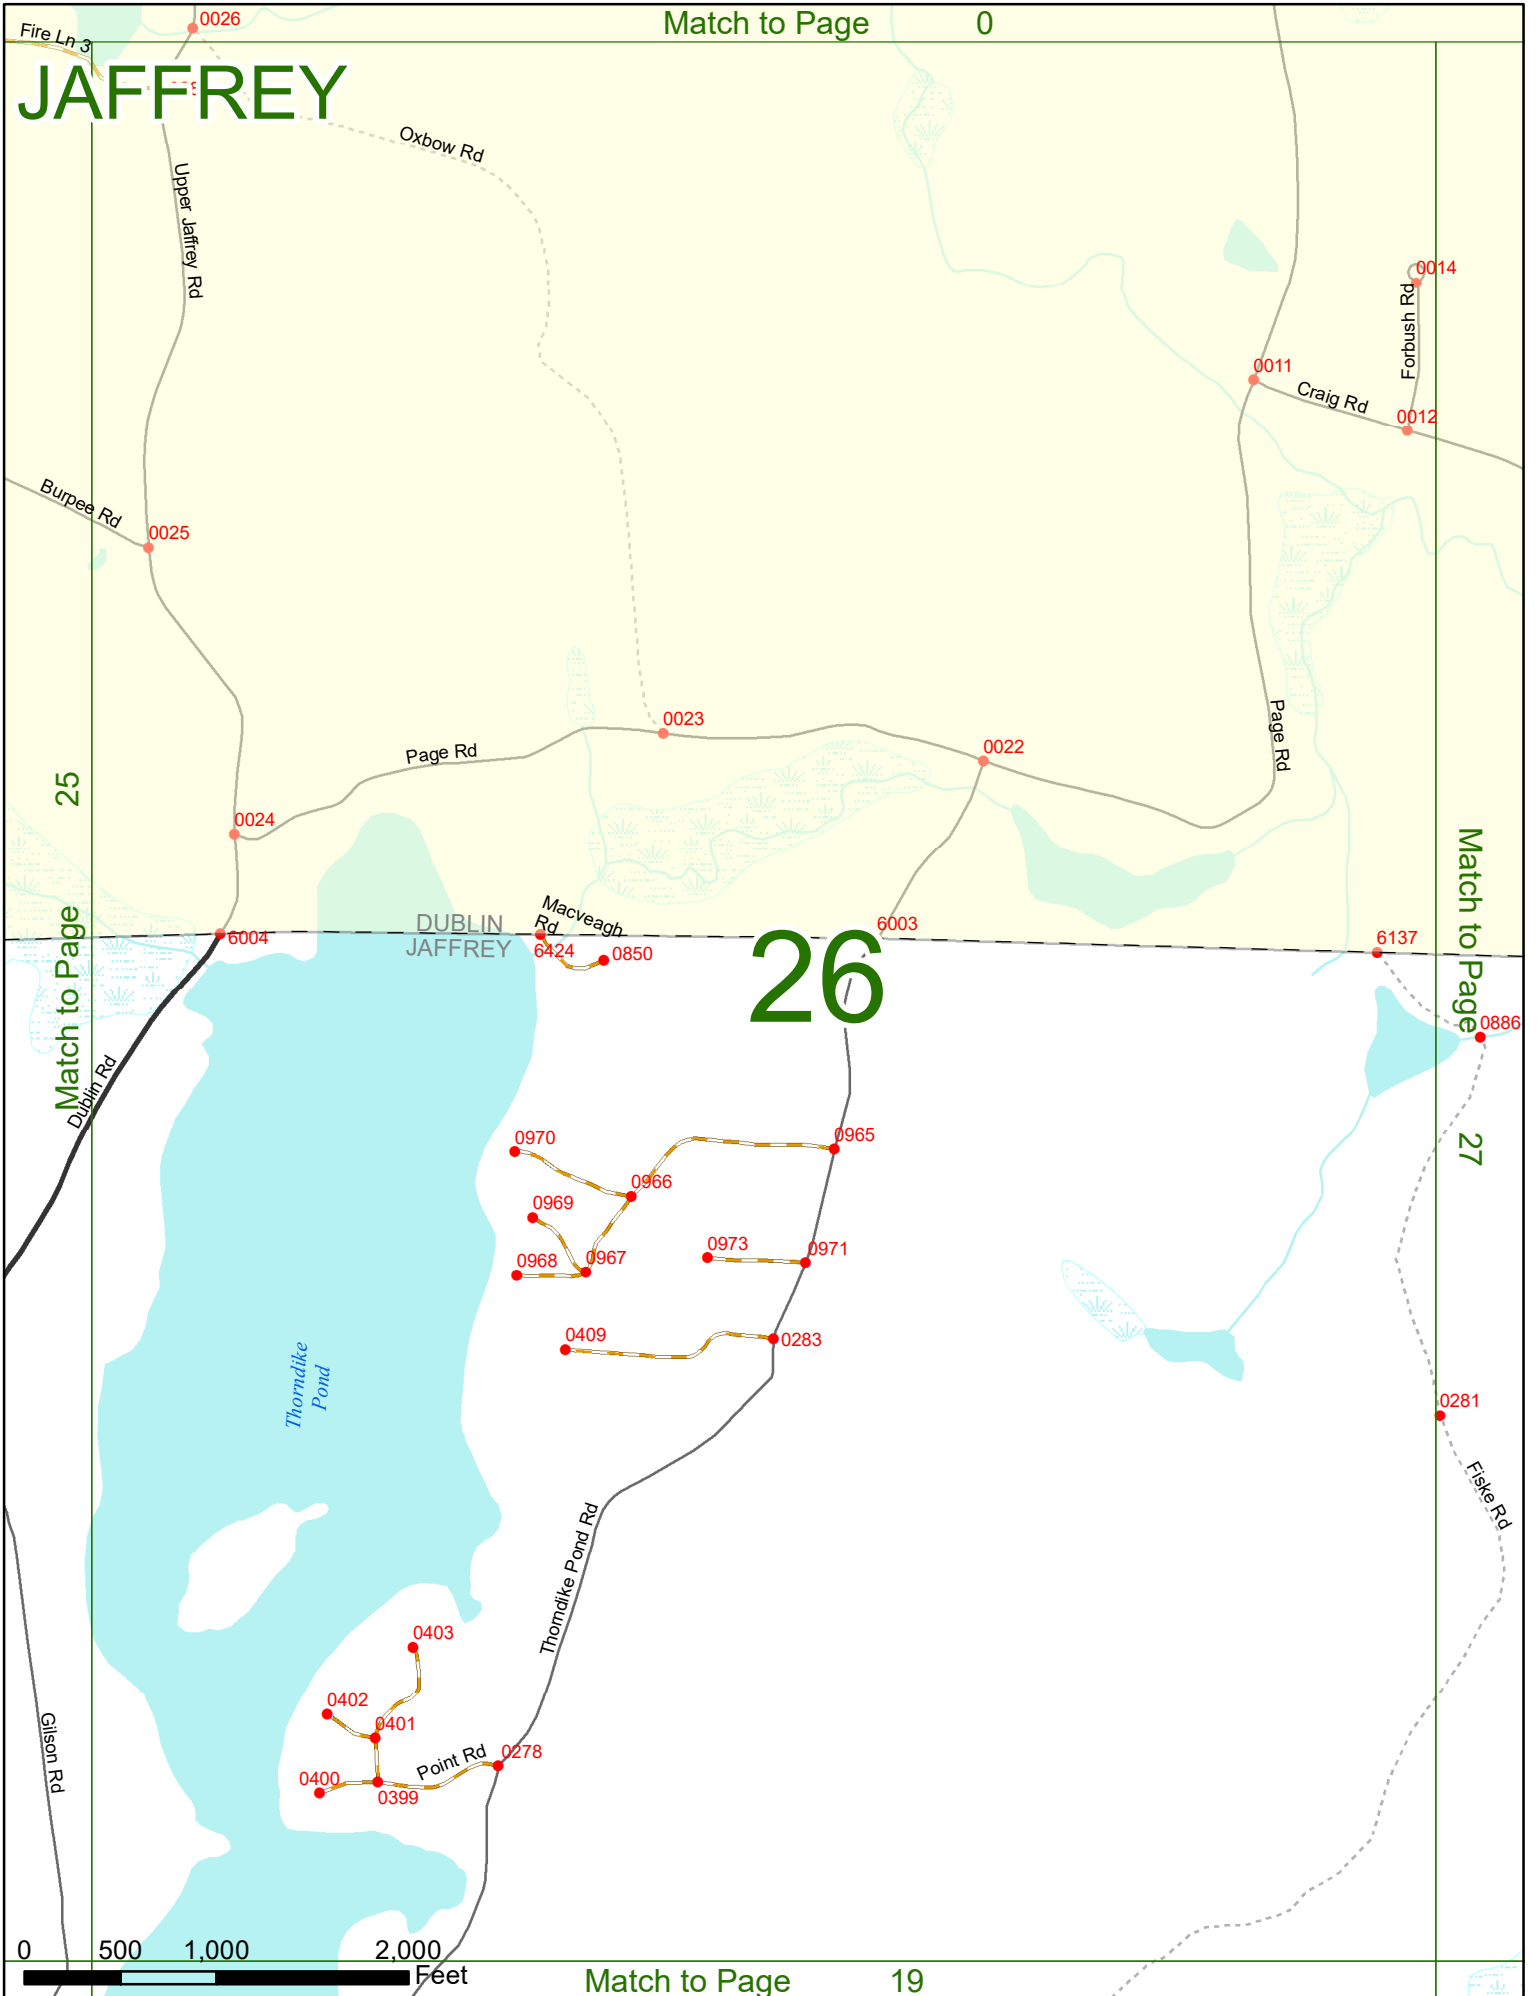 Match to Page 0
0026
Fire Ln 3
JAFFREY
Oxbow Rd
Upper Jaffrey Rd
0014
Forbush Rd
0011
Craig Rd
0012
Burpee Rd
0025
0023
Page Rd
0022
Page Rd
0024
Match to Page 25
Match to Page 27
Macveagh
Rd
DUBLIN
JAFFREY
6004
6424
0850
6003
26
6137
0886
Dublin Rd
0970
0965
0966
0969
0968
0967
0973
0971
0409
0283
Thorndike
Pond
0281
Fiske Rd
Thorndike Pond Rd
0403
0402
0401
Gilson Rd
Point Rd
0278
0400
0399
0 500 1,000 2,000
Feet
Match to Page 19